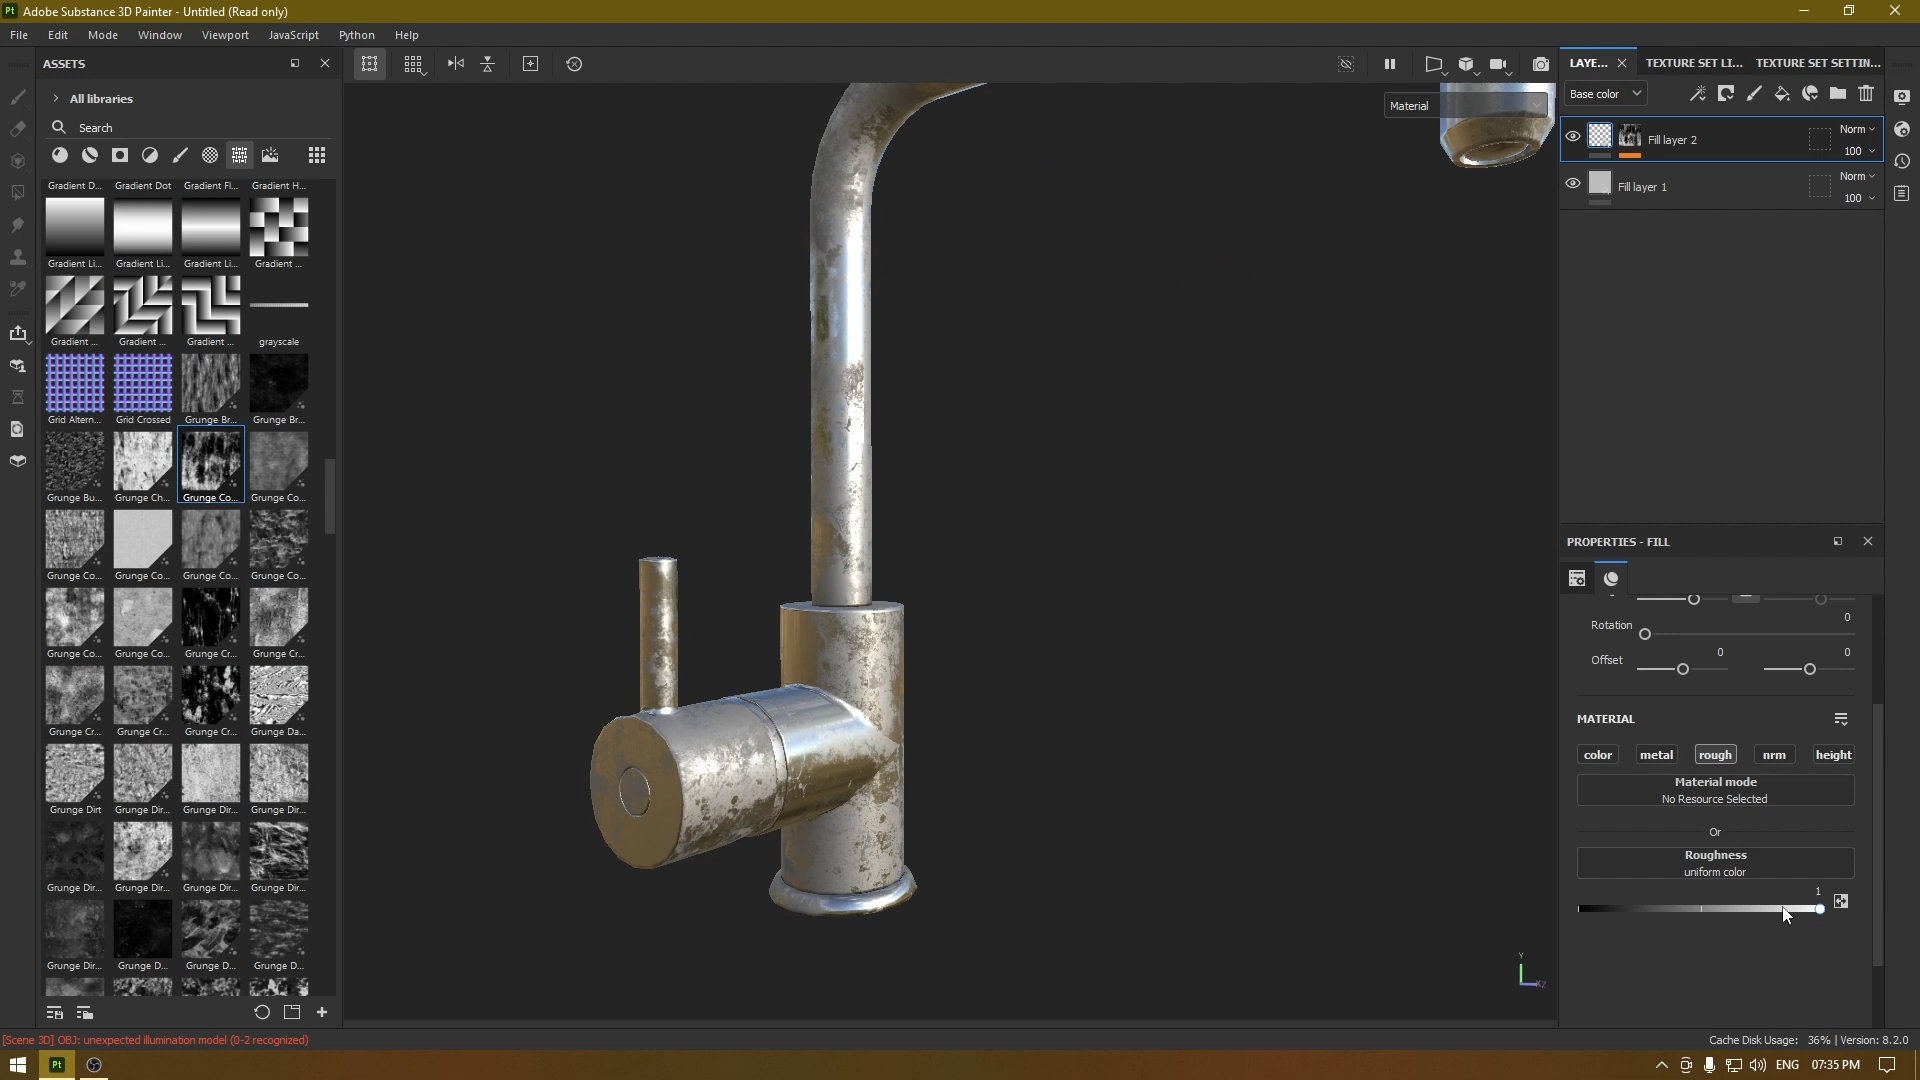 Pt Adobe Substance 3D Painter - Untitled (Read only)
File Edit Mode Window Viewport JavaScript Python Help
ASSETS
All libraries
Search
Gradient D... Gradient Dot Gradient Fl... Gradient H...
Gradient Li... Gradient Li... Gradient Li... Gradient ...
Gradient ... Gradient ... Gradient ... grayscale
Grid Altern... Grid Crossed Grunge Br... Grunge Br...
Grunge Bu... Grunge Ch... Grunge Co... Grunge Co...
Grunge Co... Grunge Co... Grunge Co... Grunge Co...
Grunge Co... Grunge Co... Grunge Cr... Grunge Cr...
Grunge Cr... Grunge Cr... Grunge Cr... Grunge Da...
Grunge Dirt Grunge Dir... Grunge Dir... Grunge Dir...
Grunge Dir... Grunge Dir... Grunge Dir... Grunge Dir...
Grunge Dir... Grunge D... Grunge D... Grunge D...
Material
Y
Z
LAYE... TEXTURE SET LI... TEXTURE SET SETTIN...
Base color
Fill layer 2 Norm
100
Fill layer 1 Norm
100
PROPERTIES - FILL
Rotation 0
Offset 0 0
MATERIAL
color metal rough nrm height
Material mode
No Resource Selected
Or
Roughness
uniform color
1
[Scene 3D] OBJ: unexpected illumination model (0-2 recognized)
Cache Disk Usage: 36% | Version: 8.2.0
Pt
ENG 07:35 PM